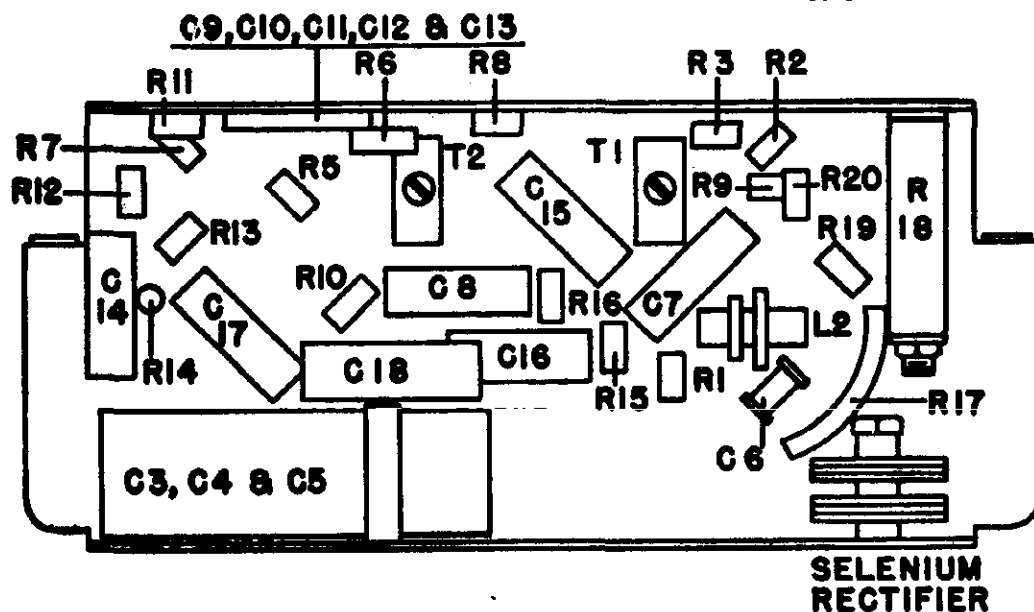 C9,C10,C11,C12 & C13
R6
R8
R3
R2
R11
R7
R5
T2
T1
R12
C
15
R9
R20
R
18
R13
R19
C
14
R10
C8
R16
C7
C
17
L2
R14
C18
C16
R15
R1
R17
C6
C3, C4 & C5
SELENIUM
RECTIFIER